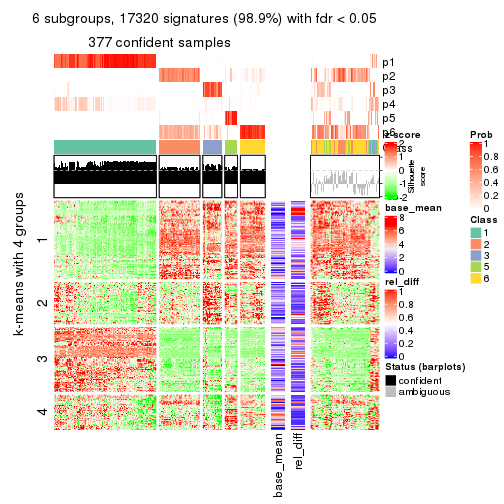 6 subgroups, 17320 signatures (98.9%) with fdr < 0.05
377 confident samples
p1
p2
p3
p4
p5
p6
Class
Silhouette
score
k-means with 4 groups
1
2
3
4
base_mean
rel_diff
z-score
2
1
0
-1
-2
base_mean
8
6
4
2
0
rel_diff
1
0.8
0.6
0.4
0.2
0
Status (barplots)
confident
ambiguous
Prob
1
0.8
0.6
0.4
0.2
0
Class
1
2
3
5
6